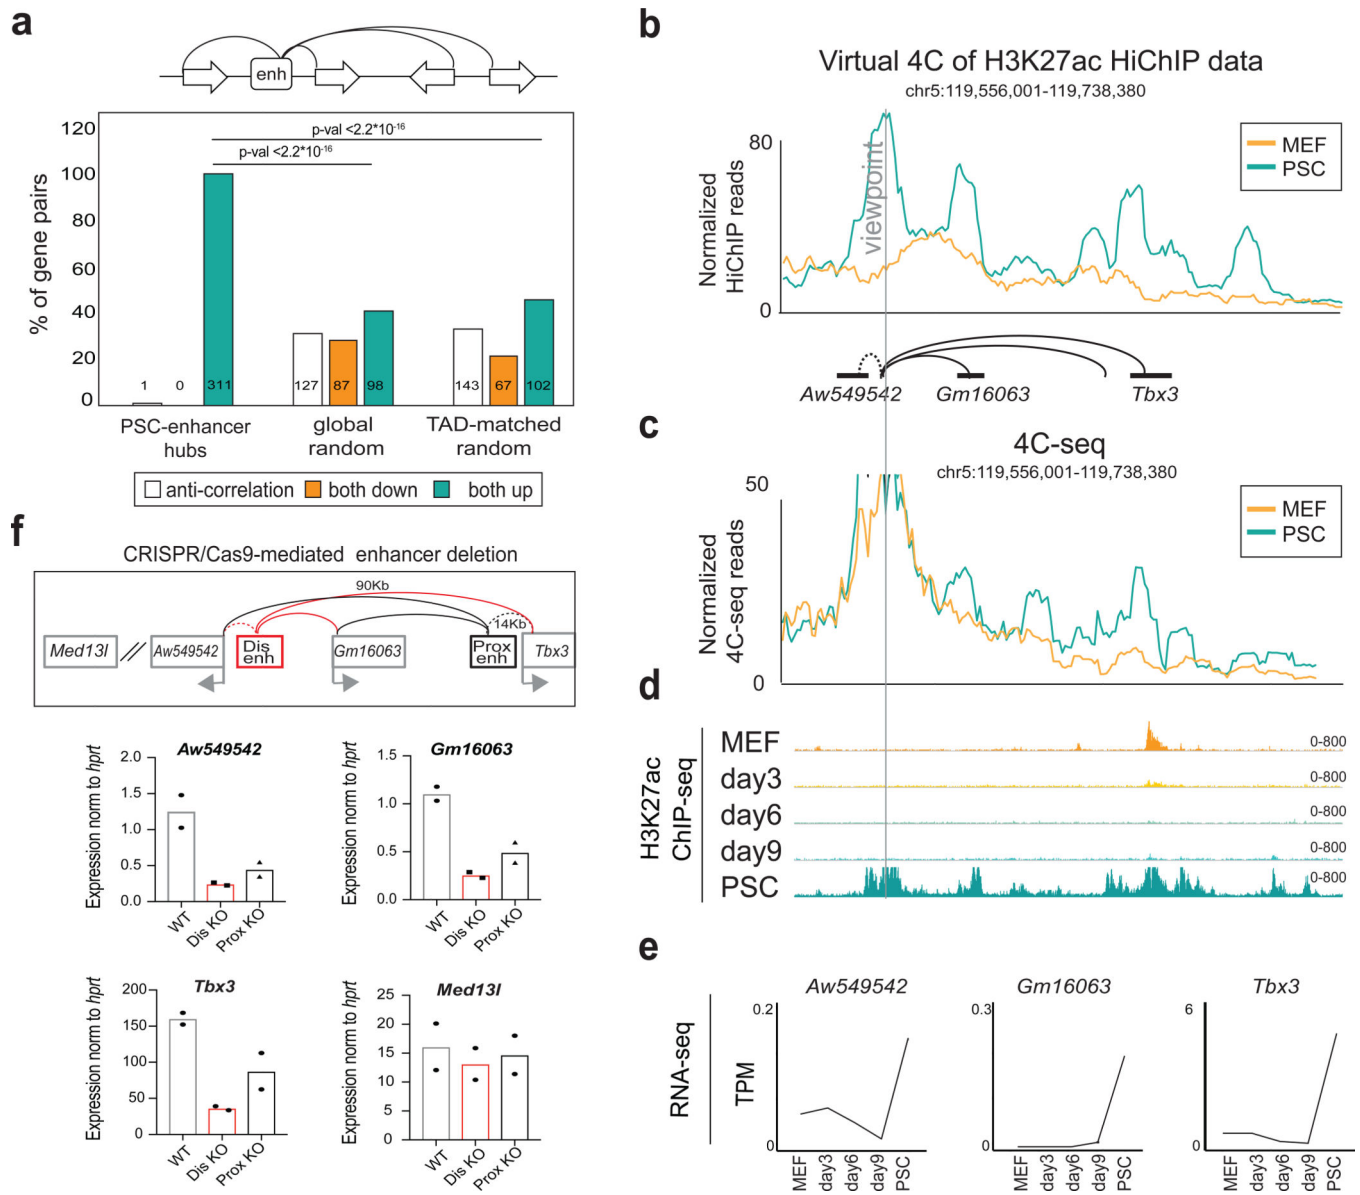 a
enh
120
100
80
60
40
20
0
% of gene pairs
p-val <2.2*10-16
p-val <2.2*10-16
1
0
311
127
87
98
143
67
102
PSC-enhancer
hubs
global
random
TAD-matched
random
anti-correlation
both down
both up
b
Virtual 4C of H3K27ac HiChIP data
chr5:119,556,001-119,738,380
80
0
Normalized
HiChIP reads
viewpoint
MEF
PSC
Aw549542
Gm16063
Tbx3
c
4C-seq
chr5:119,556,001-119,738,380
50
0
Normalized
4C-seq reads
MEF
PSC
d
H3K27ac
ChIP-seq
MEF
0-800
day3
0-800
day6
0-800
day9
0-800
PSC
0-800
e
RNA-seq
TPM
Aw549542
0.2
0
MEF
day3
day6
day9
PSC
Gm16063
0.3
0
MEF
day3
day6
day9
PSC
Tbx3
6
0
MEF
day3
day6
day9
PSC
f
CRISPR/Cas9-mediated enhancer deletion
90Kb
14Kb
Med13l
Aw549542
Dis
enh
Gm16063
Prox
enh
Tbx3
Aw549542
Expression norm to hprt
2.0
1.5
1.0
0.5
0.0
WT
Dis KO
Prox KO
Gm16063
Expression norm to hprt
1.5
1.0
0.5
0.0
WT
Dis KO
Prox KO
Tbx3
Expression norm to hprt
200
150
100
50
0
WT
Dis KO
Prox KO
Med13l
Expression norm to hprt
25
20
15
10
5
0
WT
Dis KO
Prox KO